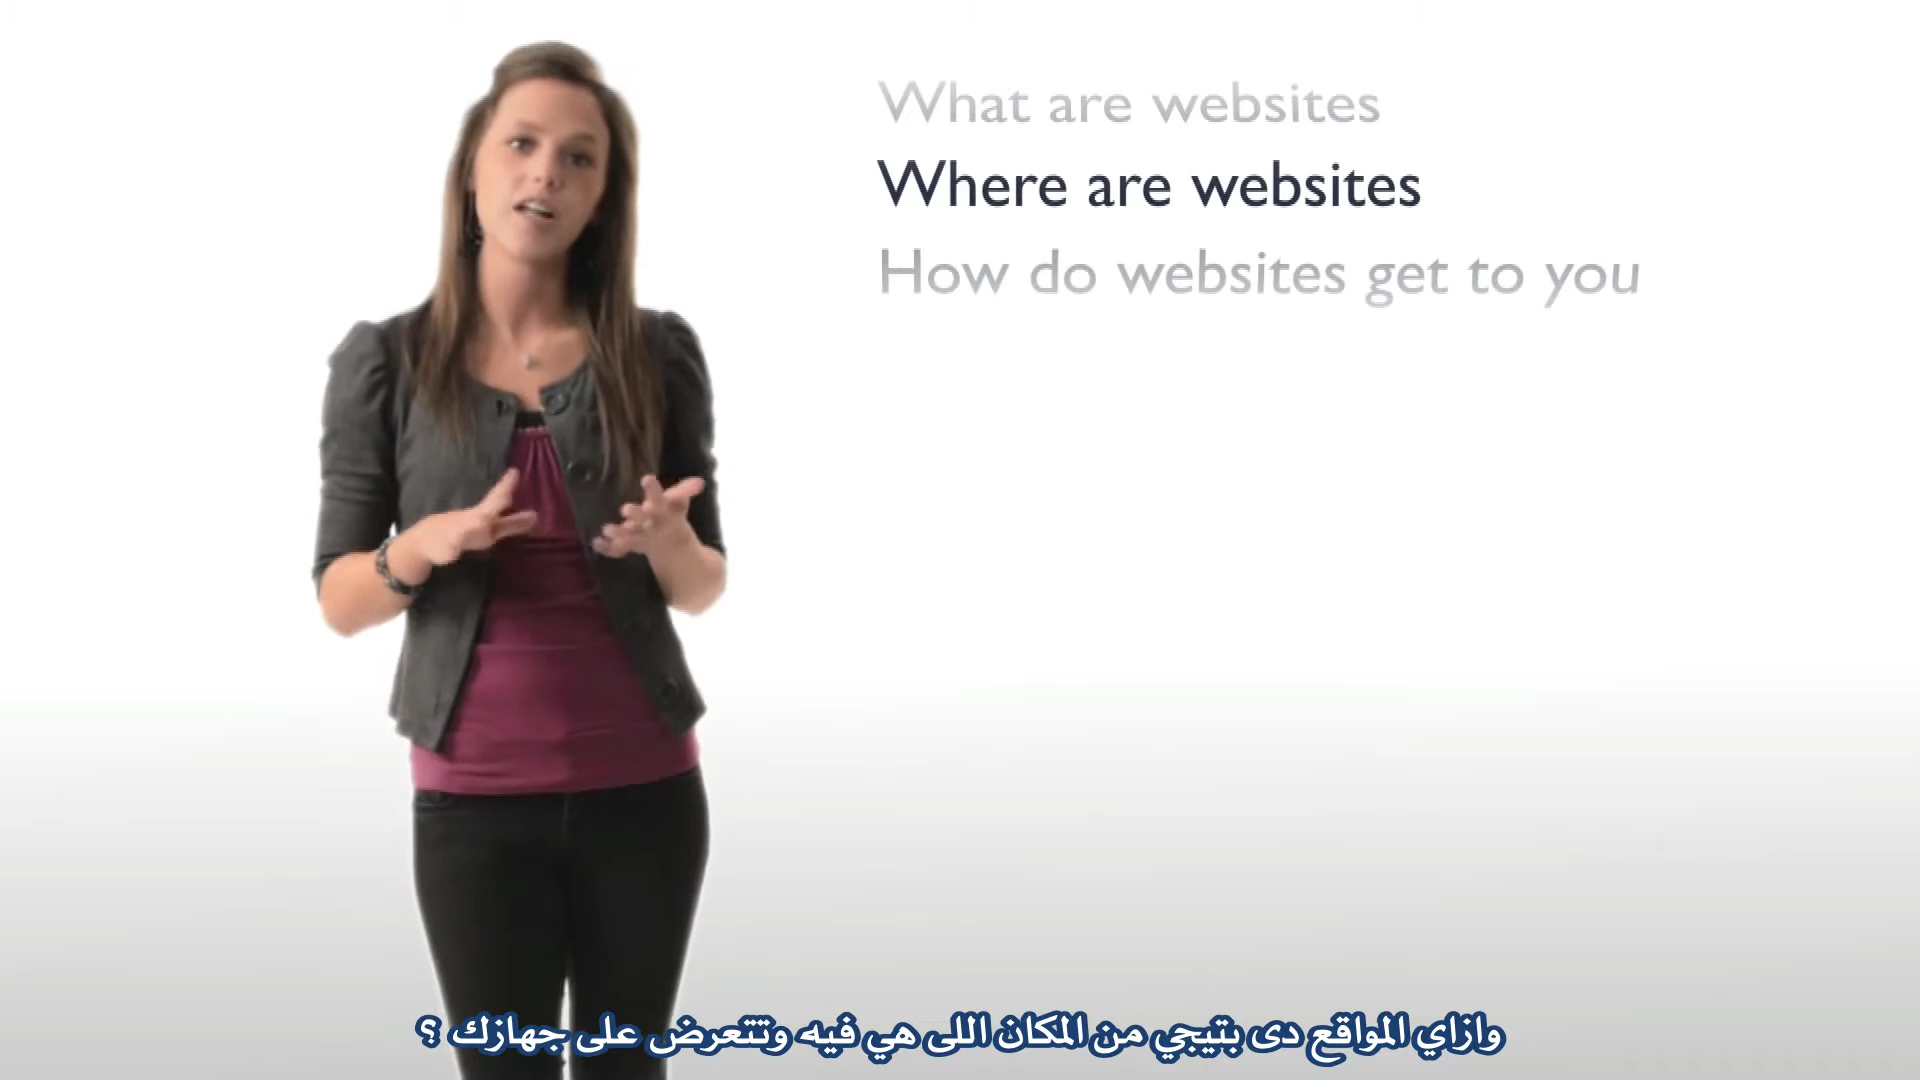 What are websites
Where are websites
How do websites get to you
وازاي المواقع دى بتيجي من المكان اللى هي فيه وتتعرض على جهازك ؟